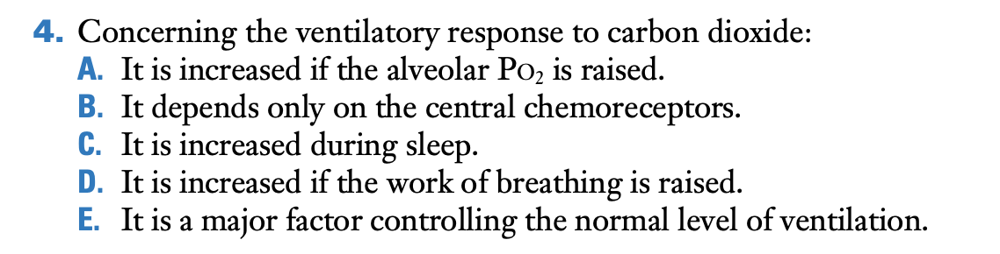 4. Concerning the ventilatory response to carbon dioxide:
A. It is increased if the alveolar PO₂ is raised.
B. It depends only on the central chemoreceptors.
C. It is increased during sleep.
D. It is increased if the work of breathing is raised.
E. It is a major factor controlling the normal level of ventilation.